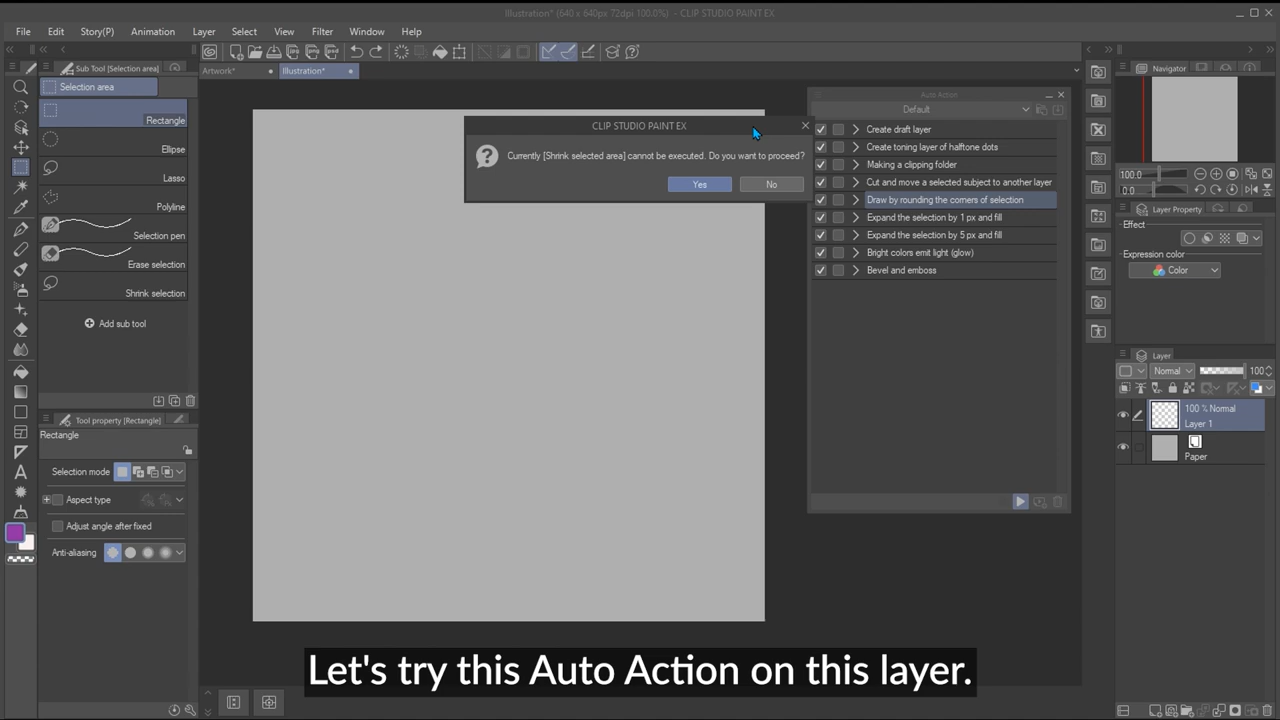 Illustration* (640 x 640px 72dpi 100.0%) - CLIP STUDIO PAINT EX
File Edit Story(P) Animation Layer Select View Filter Window Help
Sub Tool [Selection area]
Artwork*
Illustration*
Navigator
Selection area
Rectangle
Ellipse
Lasso
Polyline
Selection pen
Erase selection
Shrink selection
Add sub tool
Tool property [Rectangle]
Rectangle
Selection mode
Aspect type
Adjust angle after fixed
Anti-aliasing
CLIP STUDIO PAINT EX
Currently [Shrink selected area] cannot be executed. Do you want to proceed?
Yes
No
Auto Action
Default
Create draft layer
Create toning layer of halftone dots
Making a clipping folder
Cut and move a selected subject to another layer
Draw by rounding the corners of selection
Expand the selection by 1 px and fill
Expand the selection by 5 px and fill
Bright colors emit light (glow)
Bevel and emboss
100.0
0.0
Layer Property
Effect
Expression color
Color
Layer
Normal
100
100 % Normal
Layer 1
Paper
Let's try this Auto Action on this layer.